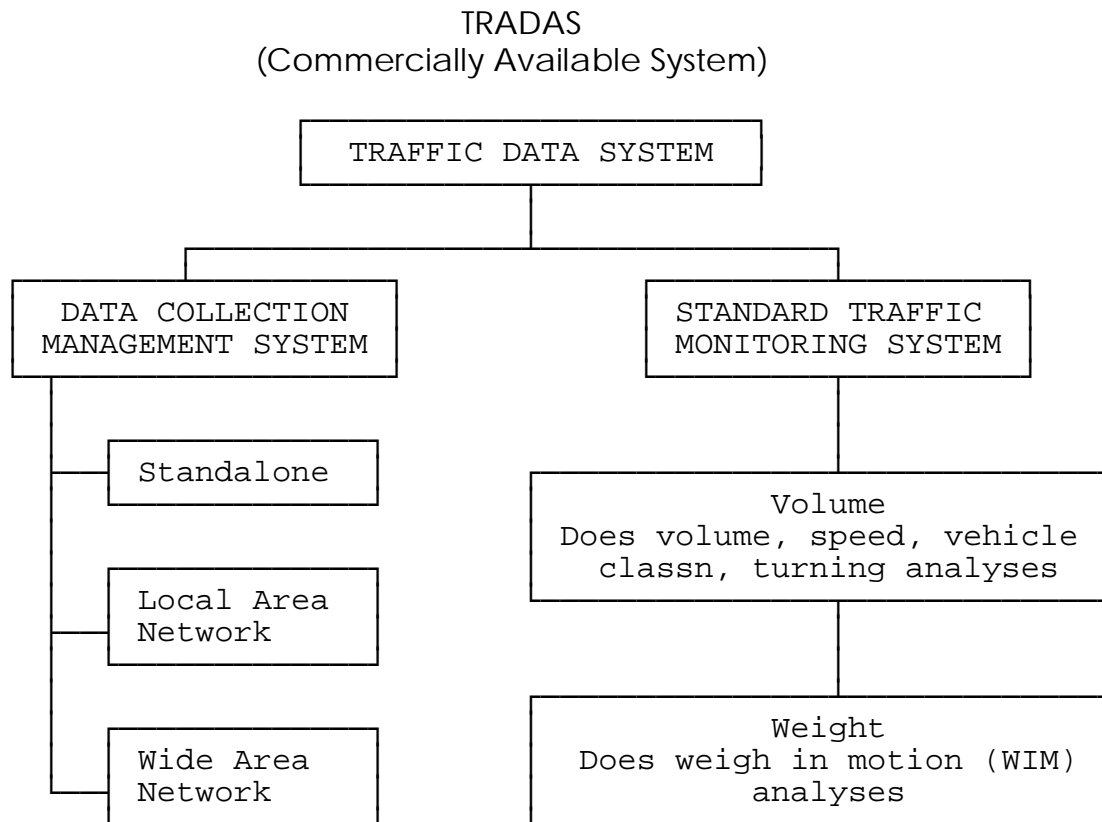 TRADAS
(Commercially Available System)
TRAFFIC DATA SYSTEM
DATA COLLECTION
MANAGEMENT SYSTEM
STANDARD TRAFFIC
MONITORING SYSTEM
Standalone
Local Area
Network
Wide Area
Network
Volume
Does volume, speed, vehicle
classn, turning analyses
Weight
Does weigh in motion (WIM)
analyses